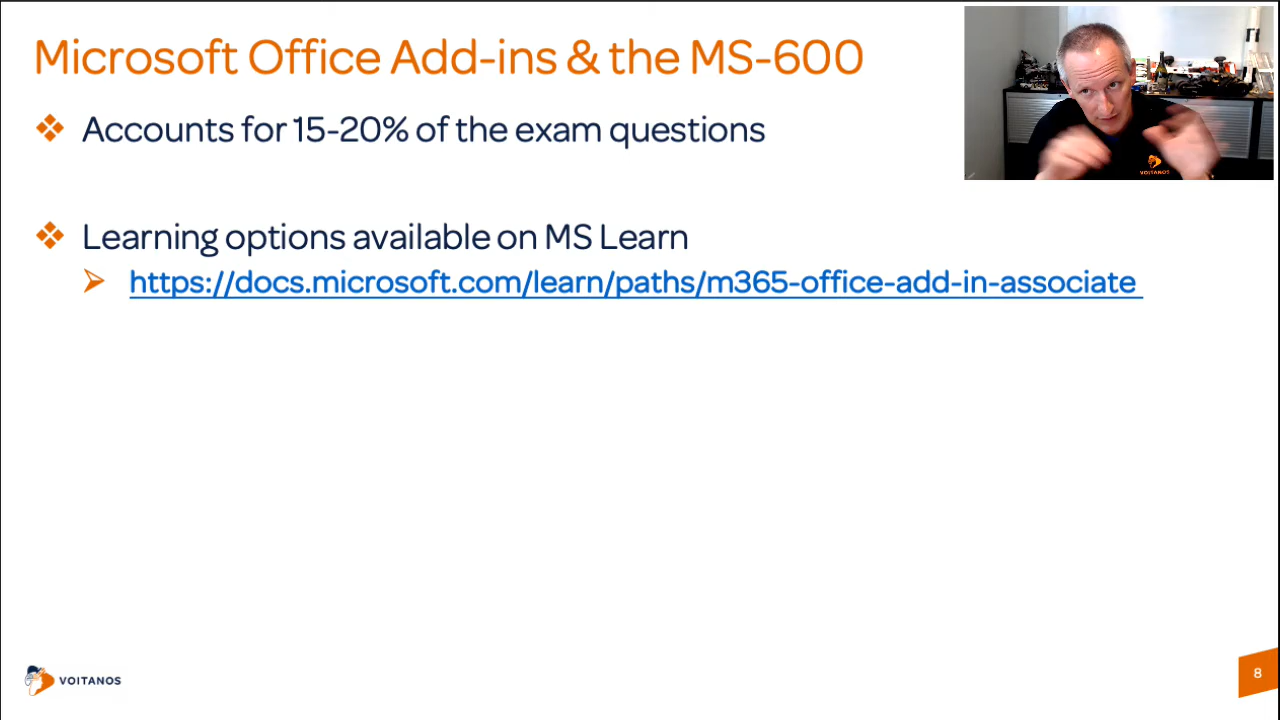 Microsoft Office Add-ins & the MS-600
Accounts for 15-20% of the exam questions
Learning options available on MS Learn
https://docs.microsoft.com/learn/paths/m365-office-add-in-associate
VOITANOS
VOITANOS
8